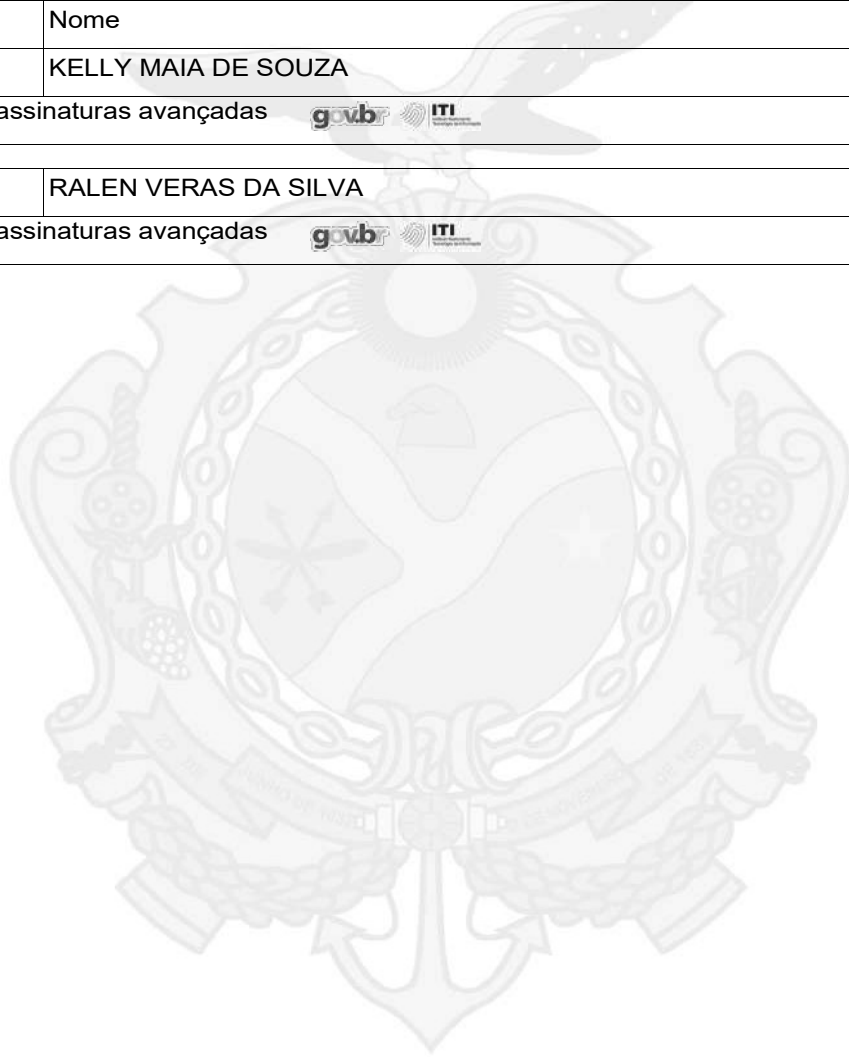 Nome
KELLY MAIA DE SOUZA
assinaturas avançadas gov.br ITI
RALEN VERAS DA SILVA
assinaturas avançadas gov.br ITI